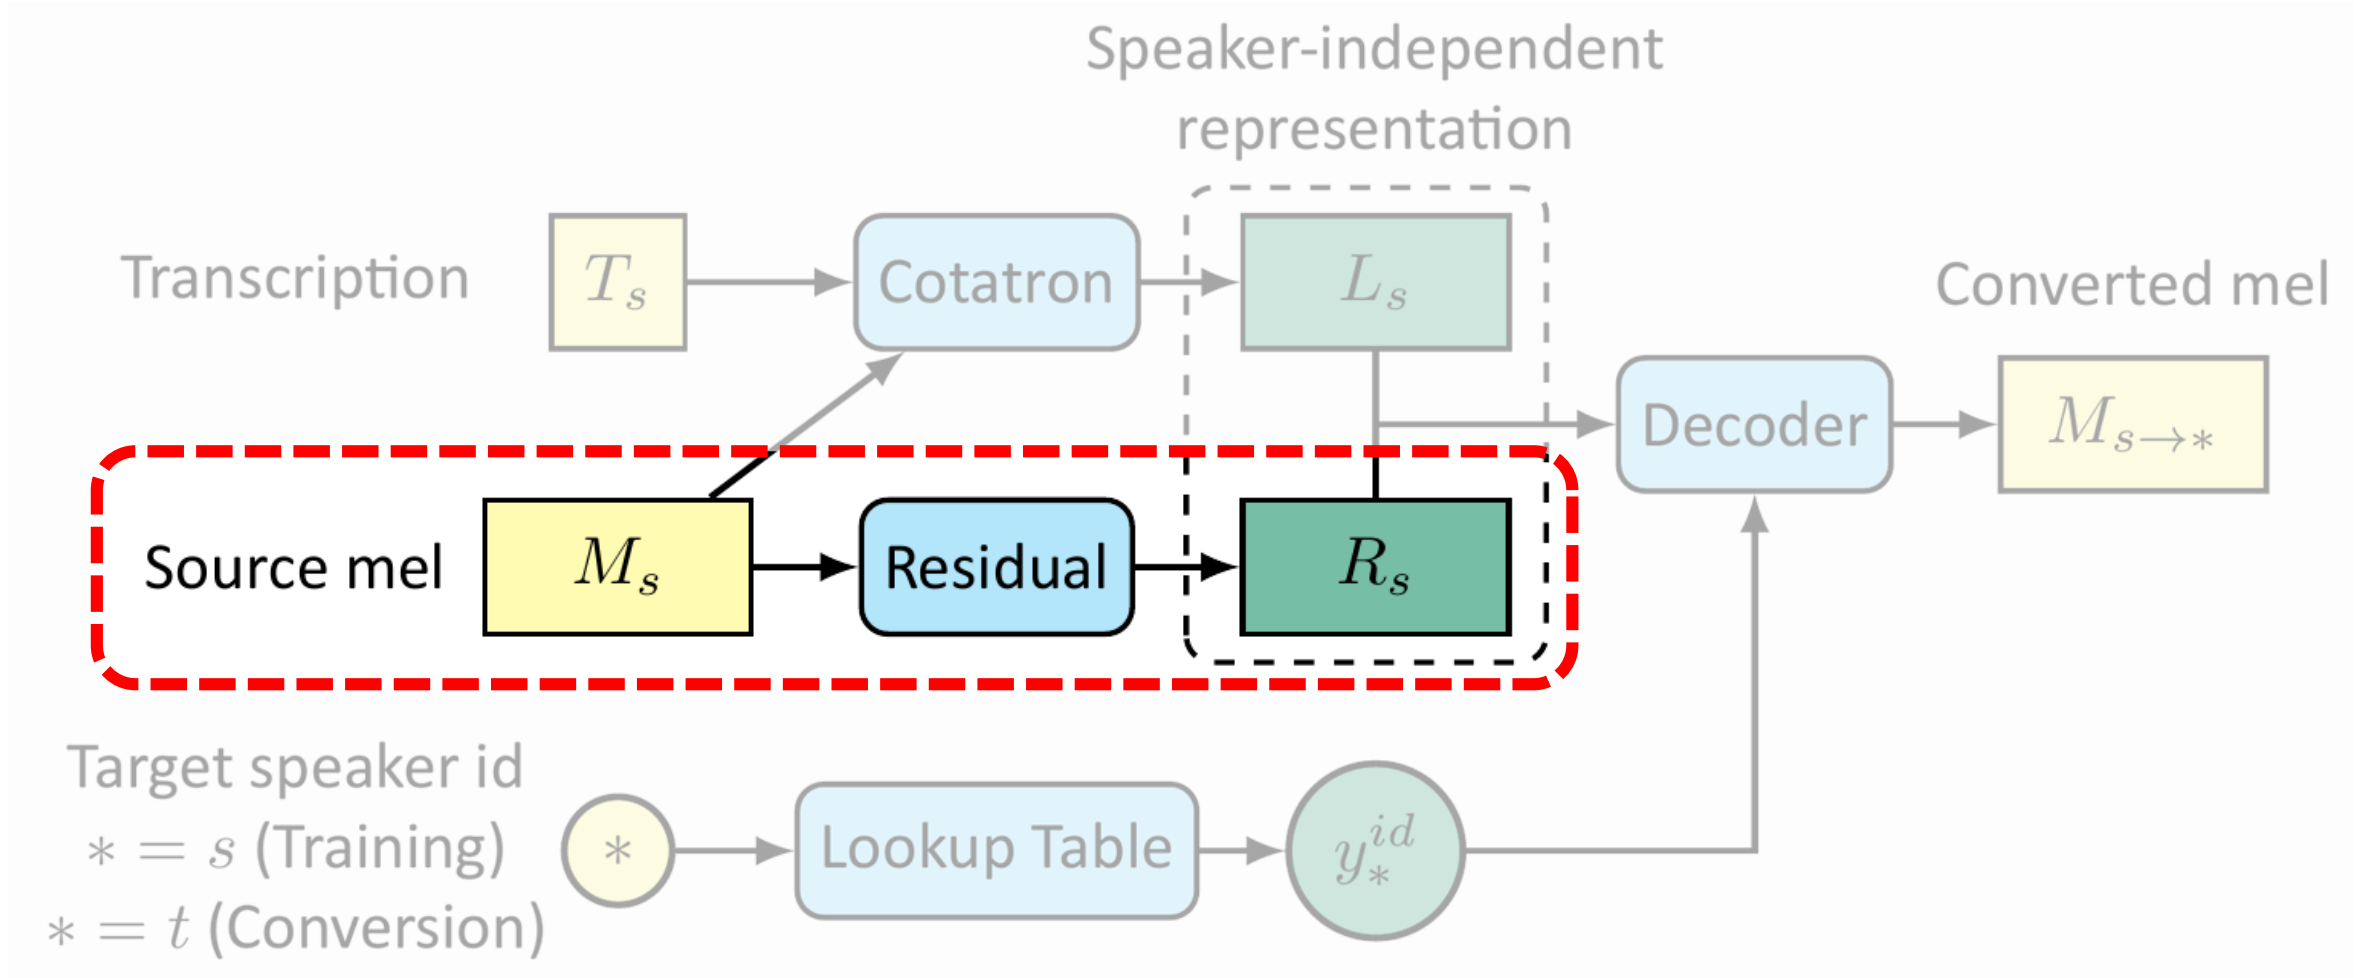 Speaker-independent
representation
Transcription
T_s
Cotatron
L_s
Converted mel
Decoder
M_{s→*}
Source mel
M_s
Residual
R_s
Target speaker id
* = s (Training)
* = t (Conversion)
*
Lookup Table
y_*^{id}